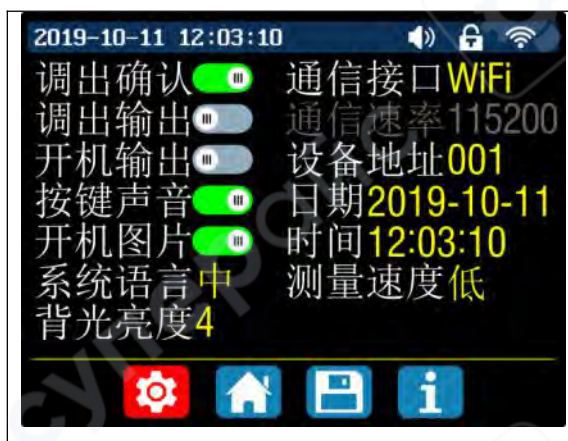 2019-10-11 12:03:10
调出确认 通信接口WiFi
调出输出 通信速率115200
开机输出 设备地址001
按键声音 日期2019-10-11
开机图片 时间12:03:10
系统语言中 测量速度低
背光亮度4